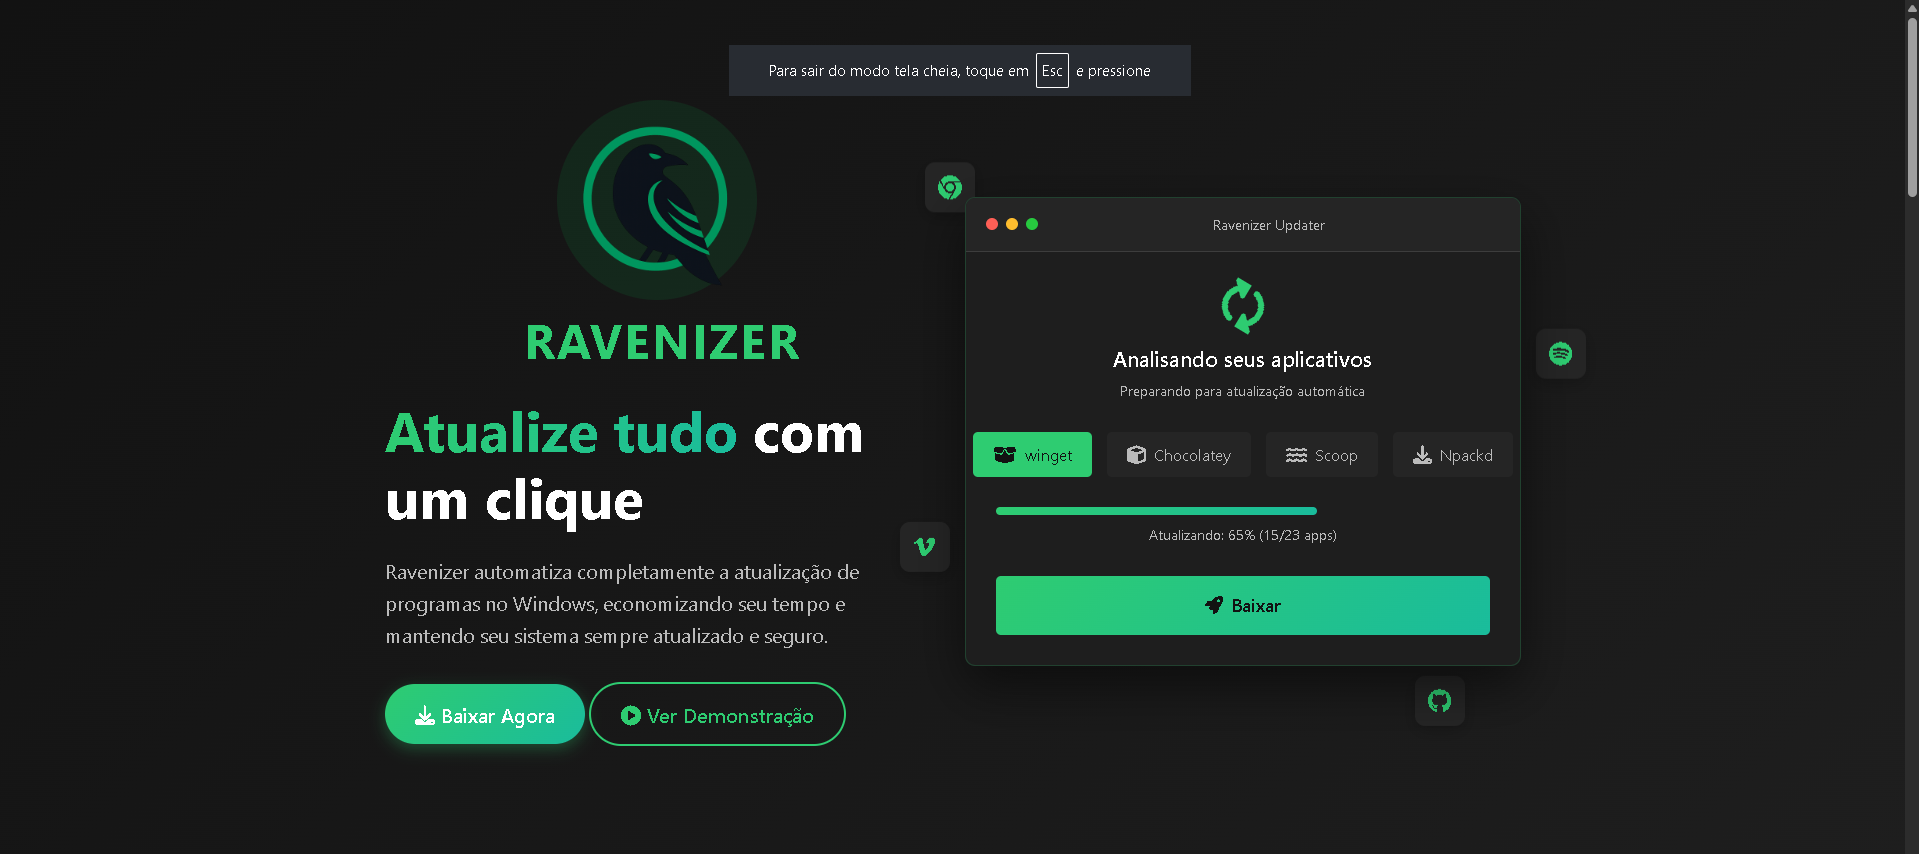 Para sair do modo tela cheia, toque em Esc e pressione
RAVENIZER
Atualize tudo com
um clique
Ravenizer automatiza completamente a atualização de
programas no Windows, economizando seu tempo e
mantendo seu sistema sempre atualizado e seguro.
Baixar Agora
Ver Demonstração
Ravenizer Updater
Analisando seus aplicativos
Preparando para atualização automática
winget
Chocolatey
Scoop
Npackd
Atualizando: 65% (15/23 apps)
Baixar